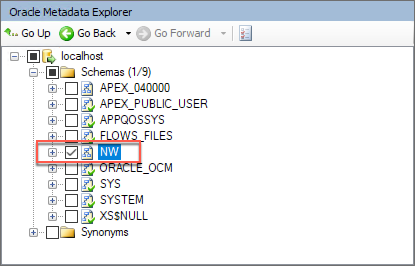 Oracle Metadata Explorer
Go Up Go Back Go Forward
localhost
Schemas (1/9)
APEX_040000
APEX_PUBLIC_USER
APPQOSSYS
FLOWS_FILES
NW
ORACLE_OCM
SYS
SYSTEM
XS$NULL
Synonyms